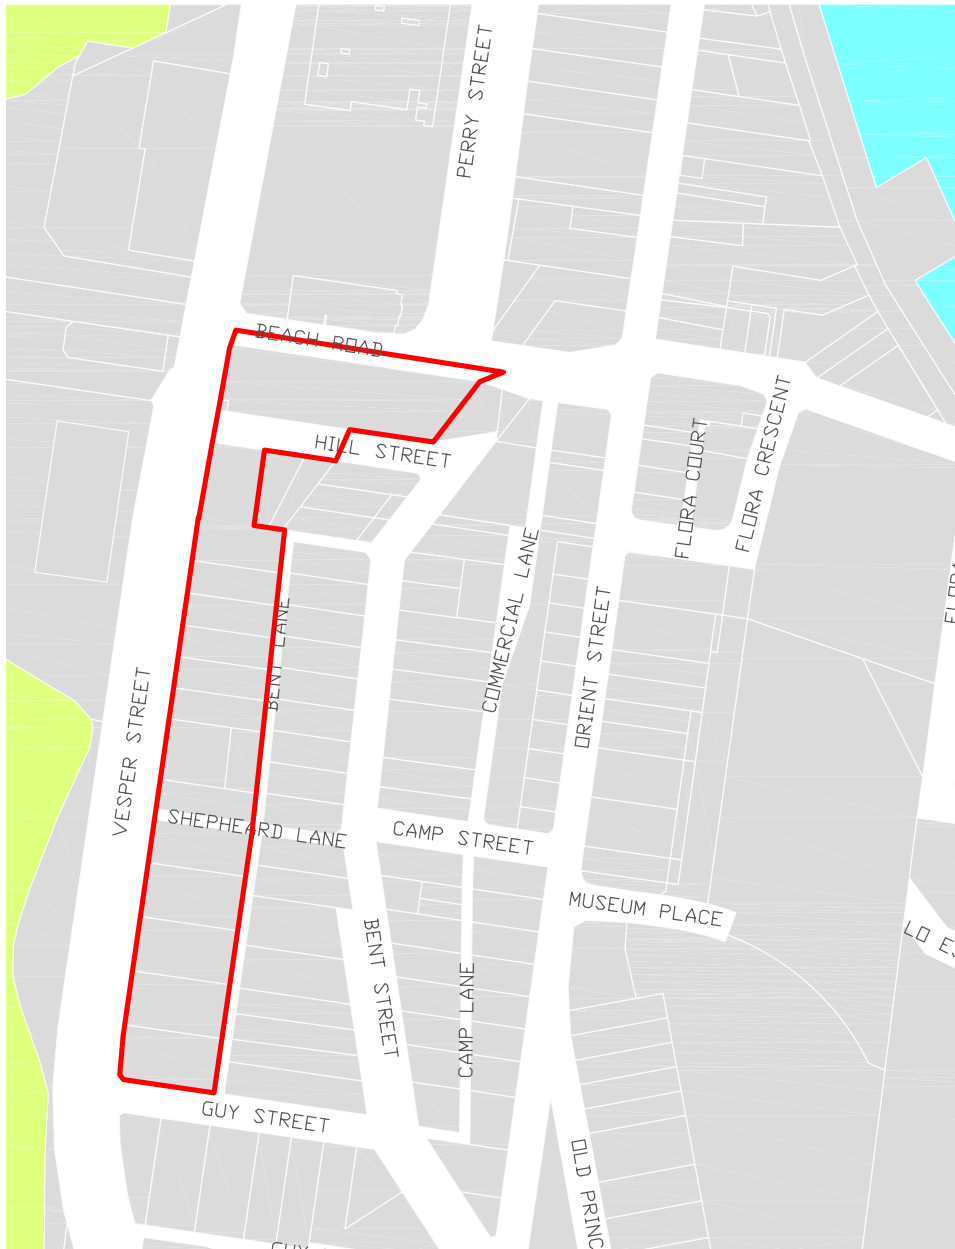 PERRY STREET
BEACH ROAD
FLORA CRESCENT
FLORA COURT
HILL STREET
COMMERCIAL LANE
BENT LANE
ORIENT STREET
VESPER STREET
SHEPHEARD LANE
CAMP STREET
MUSEUM PLACE
BENT STREET
CAMP LANE
GUY STREET
OLD PRINC